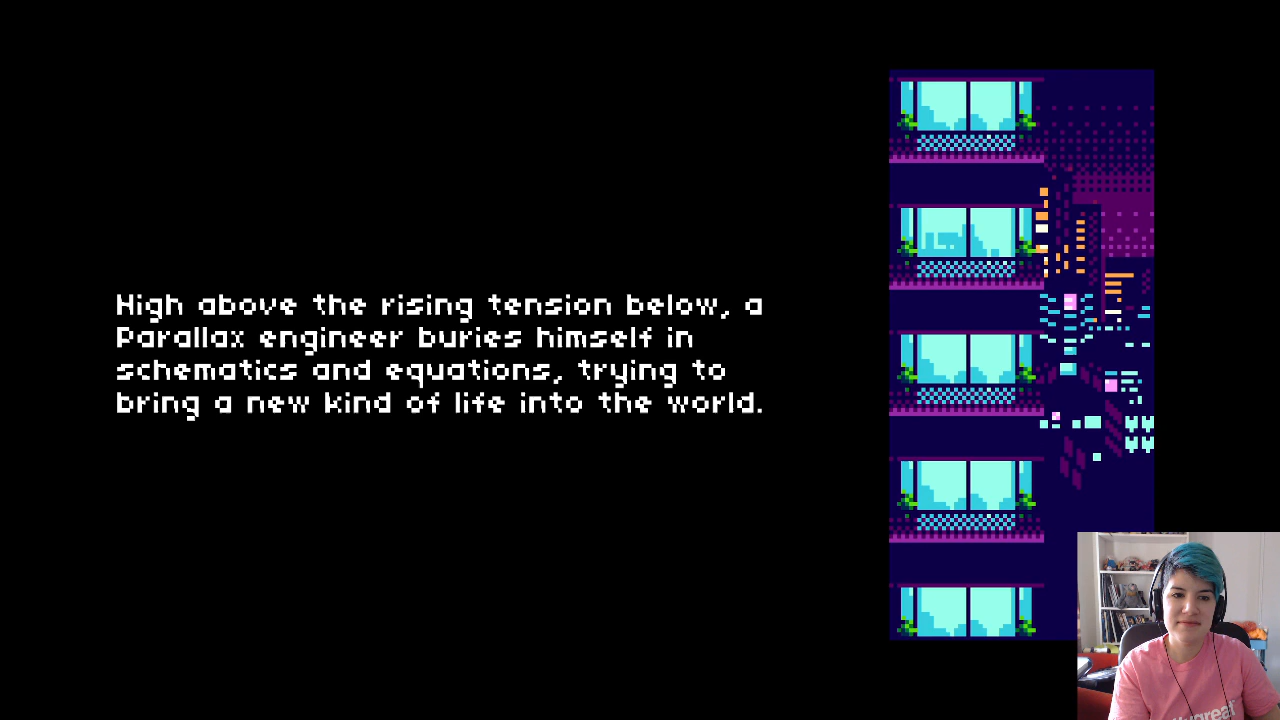 High above the rising tension below, a
Parallax engineer buries himself in
schematics and equations, trying to
bring a new kind of life into the world.